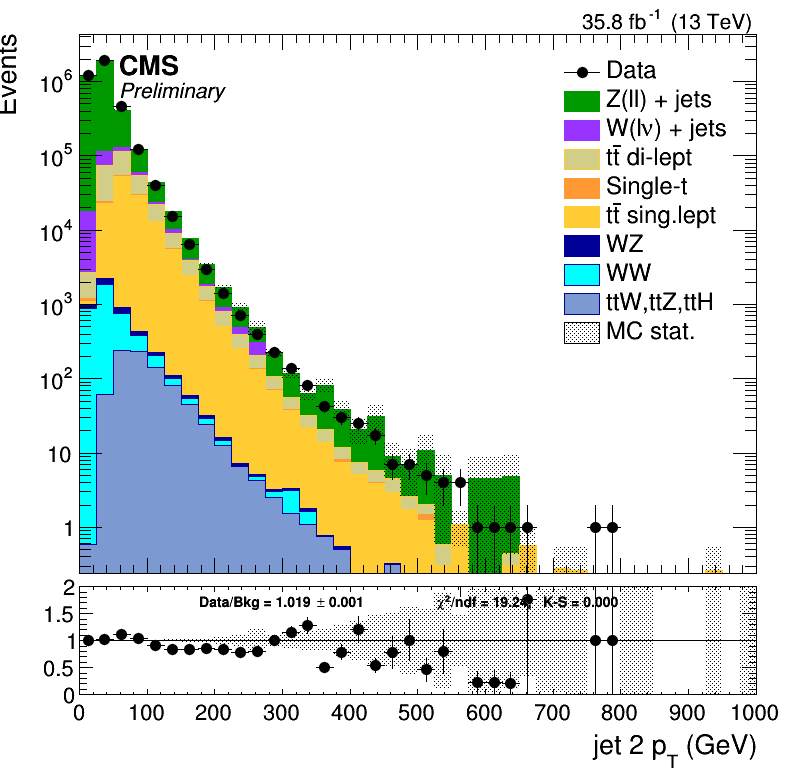 35.8 fb⁻¹ (13 TeV)
Events
CMS
Preliminary
Data
Z(ll) + jets
W(lν) + jets
tt̄ di-lept
Single-t
tt̄ sing.lept
WZ
WW
ttW,ttZ,ttH
MC stat.
10⁶
10⁵
10⁴
10³
10²
10
1
Data/Bkg = 1.019 ± 0.001
χ²/ndf = 19.24, K-S = 0.000
2
1.5
1
0.5
0
0 100 200 300 400 500 600 700 800 900 1000
jet 2 p_T (GeV)